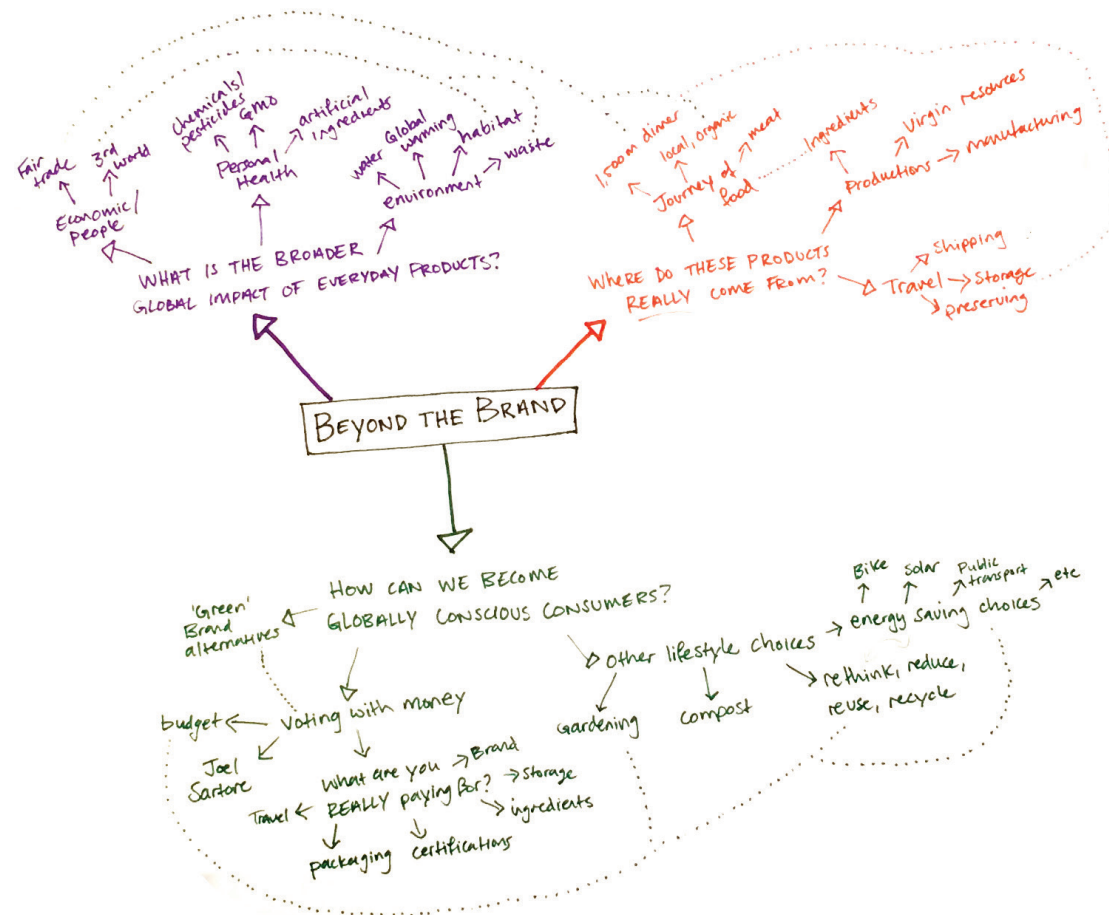 Fair
trade
3rd
world
Economic/
people
chemicals/
pesticides
GMO
artificial
ingredients
Personal
Health
water
Global
warming
habitat
waste
environment
WHAT IS THE BROADER
GLOBAL IMPACT OF EVERYDAY PRODUCTS?
1,500m dinner
local, organic
meat
Journey of
food
Ingredients
Virgin resources
manufacturing
Productions
WHERE DO THESE PRODUCTS
REALLY COME FROM?
Shipping
Travel
Storage
preserving
BEYOND THE BRAND
HOW CAN WE BECOME
GLOBALLY CONSCIOUS CONSUMERS?
'Green'
Brand
alternatives
Voting with money
budget
Joel
Sartore
What are you
REALLY paying for?
Brand
Storage
ingredients
Travel
packaging
certifications
other lifestyle choices
Gardening
compost
energy saving choices
Bike
Solar
Public
transport
etc
rethink, reduce,
reuse, recycle